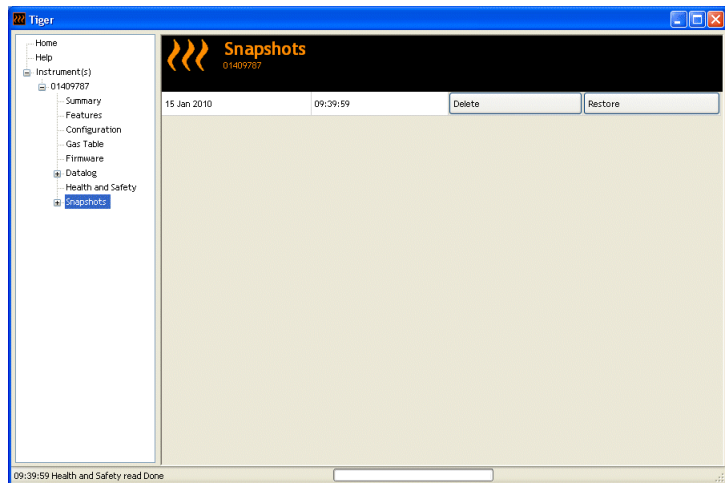 Tiger
Home
Help
Instrument(s)
01409787
Summary
Features
Configuration
Gas Table
Firmware
Datalog
Health and Safety
Snapshots
Snapshots
01409787
15 Jan 2010 09:39:59 Delete Restore
09:39:59 Health and Safety read Done